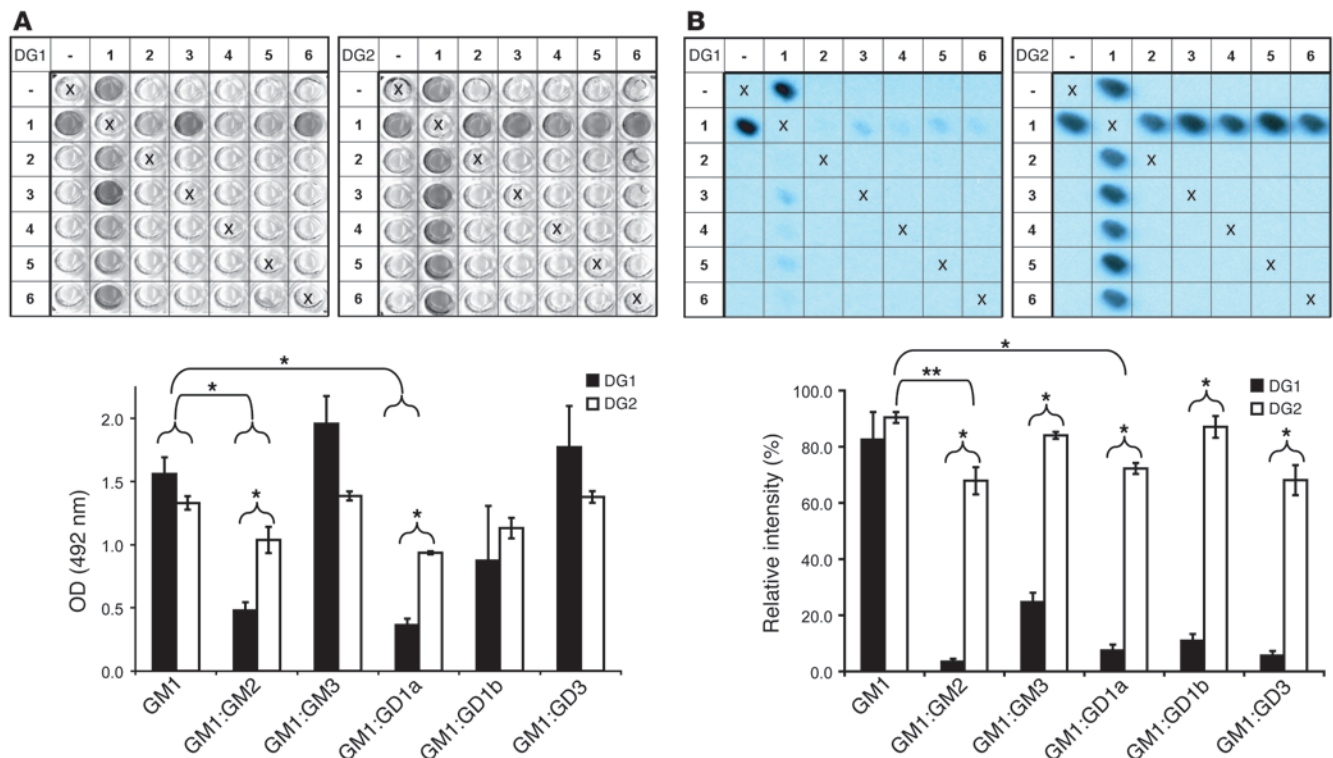 A
DG1 - 1 2 3 4 5 6
- X
1 X
2 X
3 X
4 X
5 X
6 X
DG2 - 1 2 3 4 5 6
- X
1 X
2 X
3 X
4 X
5 X
6 X
* *
* *
DG1
DG2
OD (492 nm)
2.0
1.5
1.0
0.5
0.0
GM1 GM1:GM2 GM1:GM3 GM1:GD1a GM1:GD1b GM1:GD3
B
DG1 - 1 2 3 4 5 6
- X
1 X
2 X
3 X
4 X
5 X
6 X
DG2 - 1 2 3 4 5 6
- X
1 X
2 X
3 X
4 X
5 X
6 X
*
**
* * * * *
DG1
DG2
Relative intensity (%)
100.0
80.0
60.0
40.0
20.0
0.0
GM1 GM1:GM2 GM1:GM3 GM1:GD1a GM1:GD1b GM1:GD3